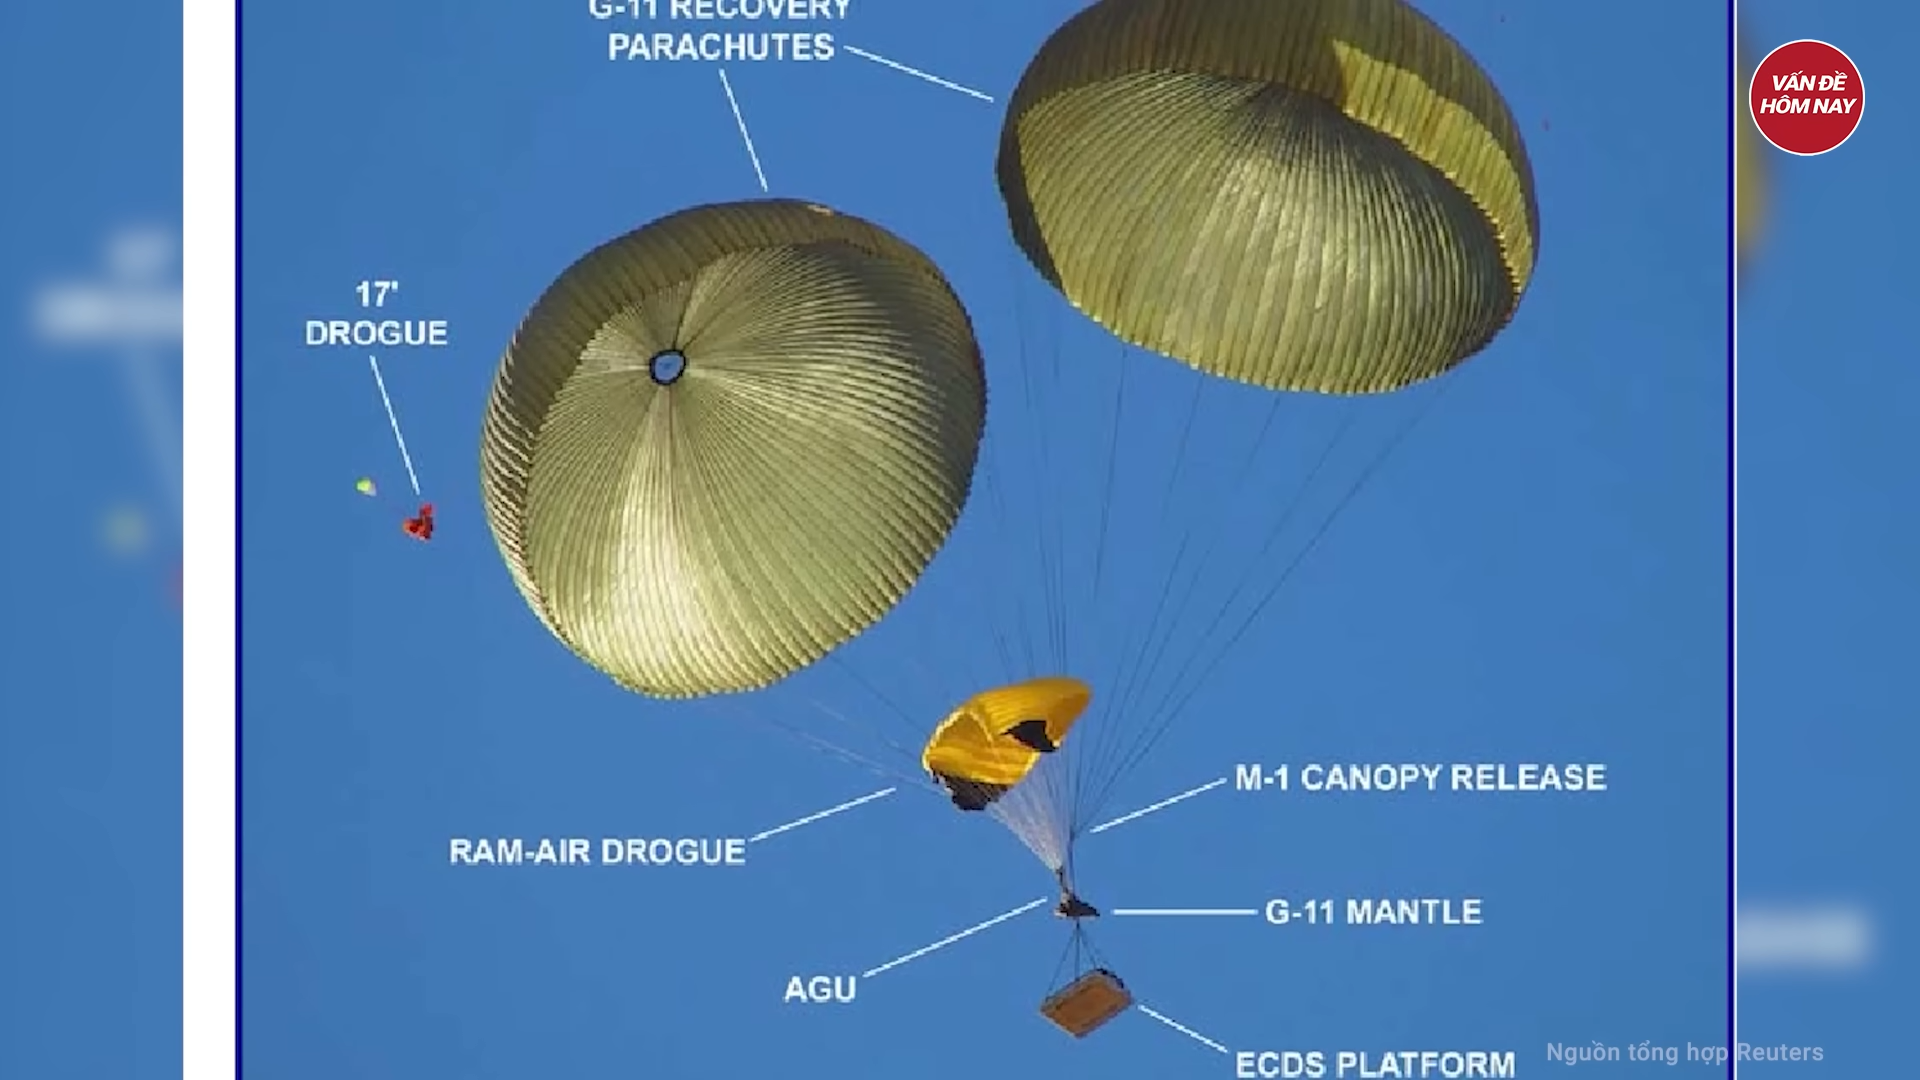 G-11 RECOVERY
PARACHUTES
VẤN ĐỀ
HÔM NAY
17'
DROGUE
M-1 CANOPY RELEASE
RAM-AIR DROGUE
G-11 MANTLE
AGU
ECDS PLATFORM
Nguồn tổng hợp Reuters